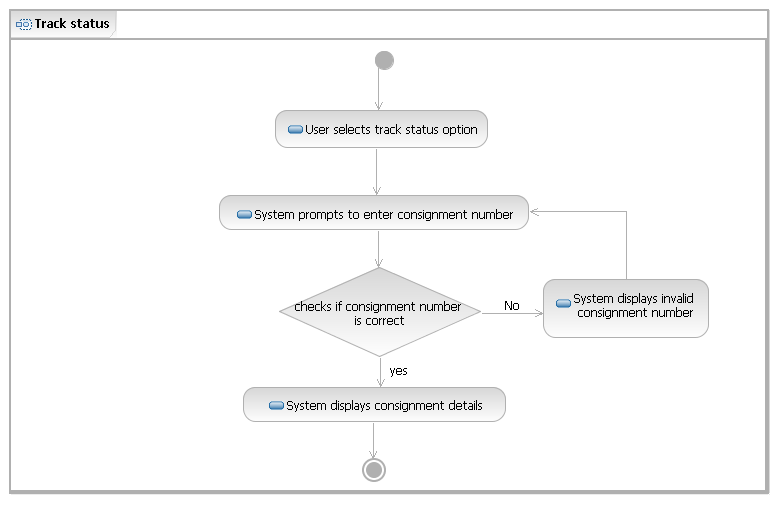 Track status
User selects track status option
System prompts to enter consignment number
checks if consignment number
is correct
No
System displays invalid
consignment number
yes
System displays consignment details